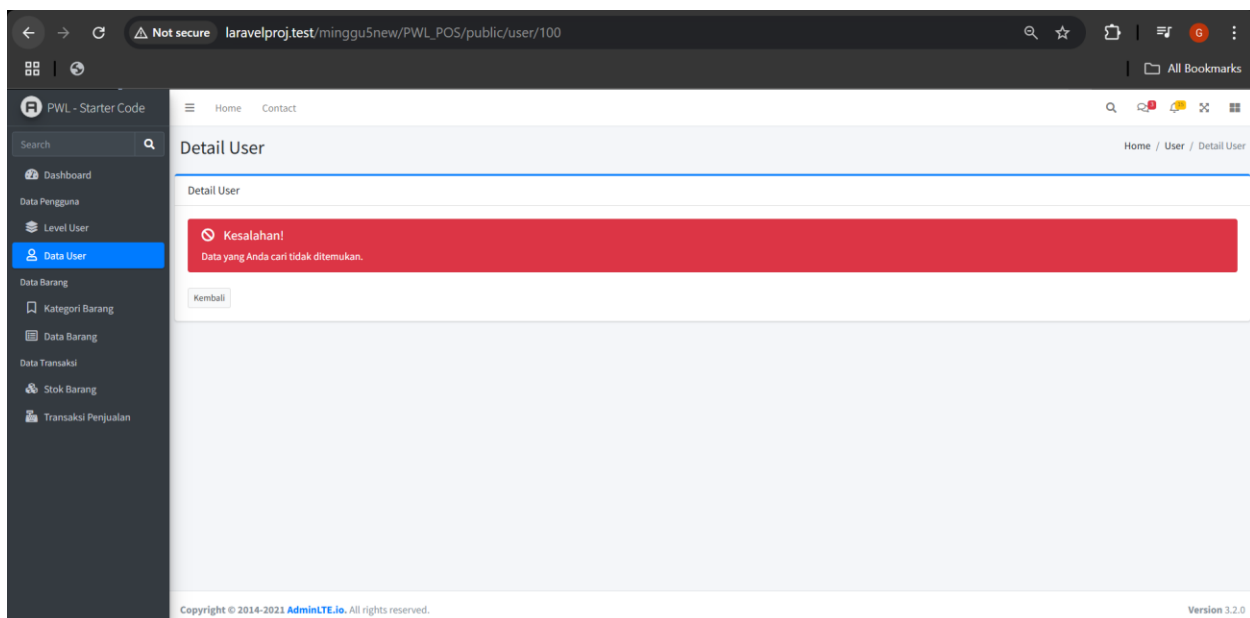 Not secure laravelproj.test/minggu5new/PWL_POS/public/user/100
G
All Bookmarks
PWL - Starter Code
Home Contact
Search
Detail User
Home / User / Detail User
Dashboard
Data Pengguna
Detail User
Level User
Kesalahan!
Data User
Data yang Anda cari tidak ditemukan.
Data Barang
Kembali
Kategori Barang
Data Barang
Data Transaksi
Stok Barang
Transaksi Penjualan
Copyright © 2014-2021 AdminLTE.io. All rights reserved.
Version 3.2.0